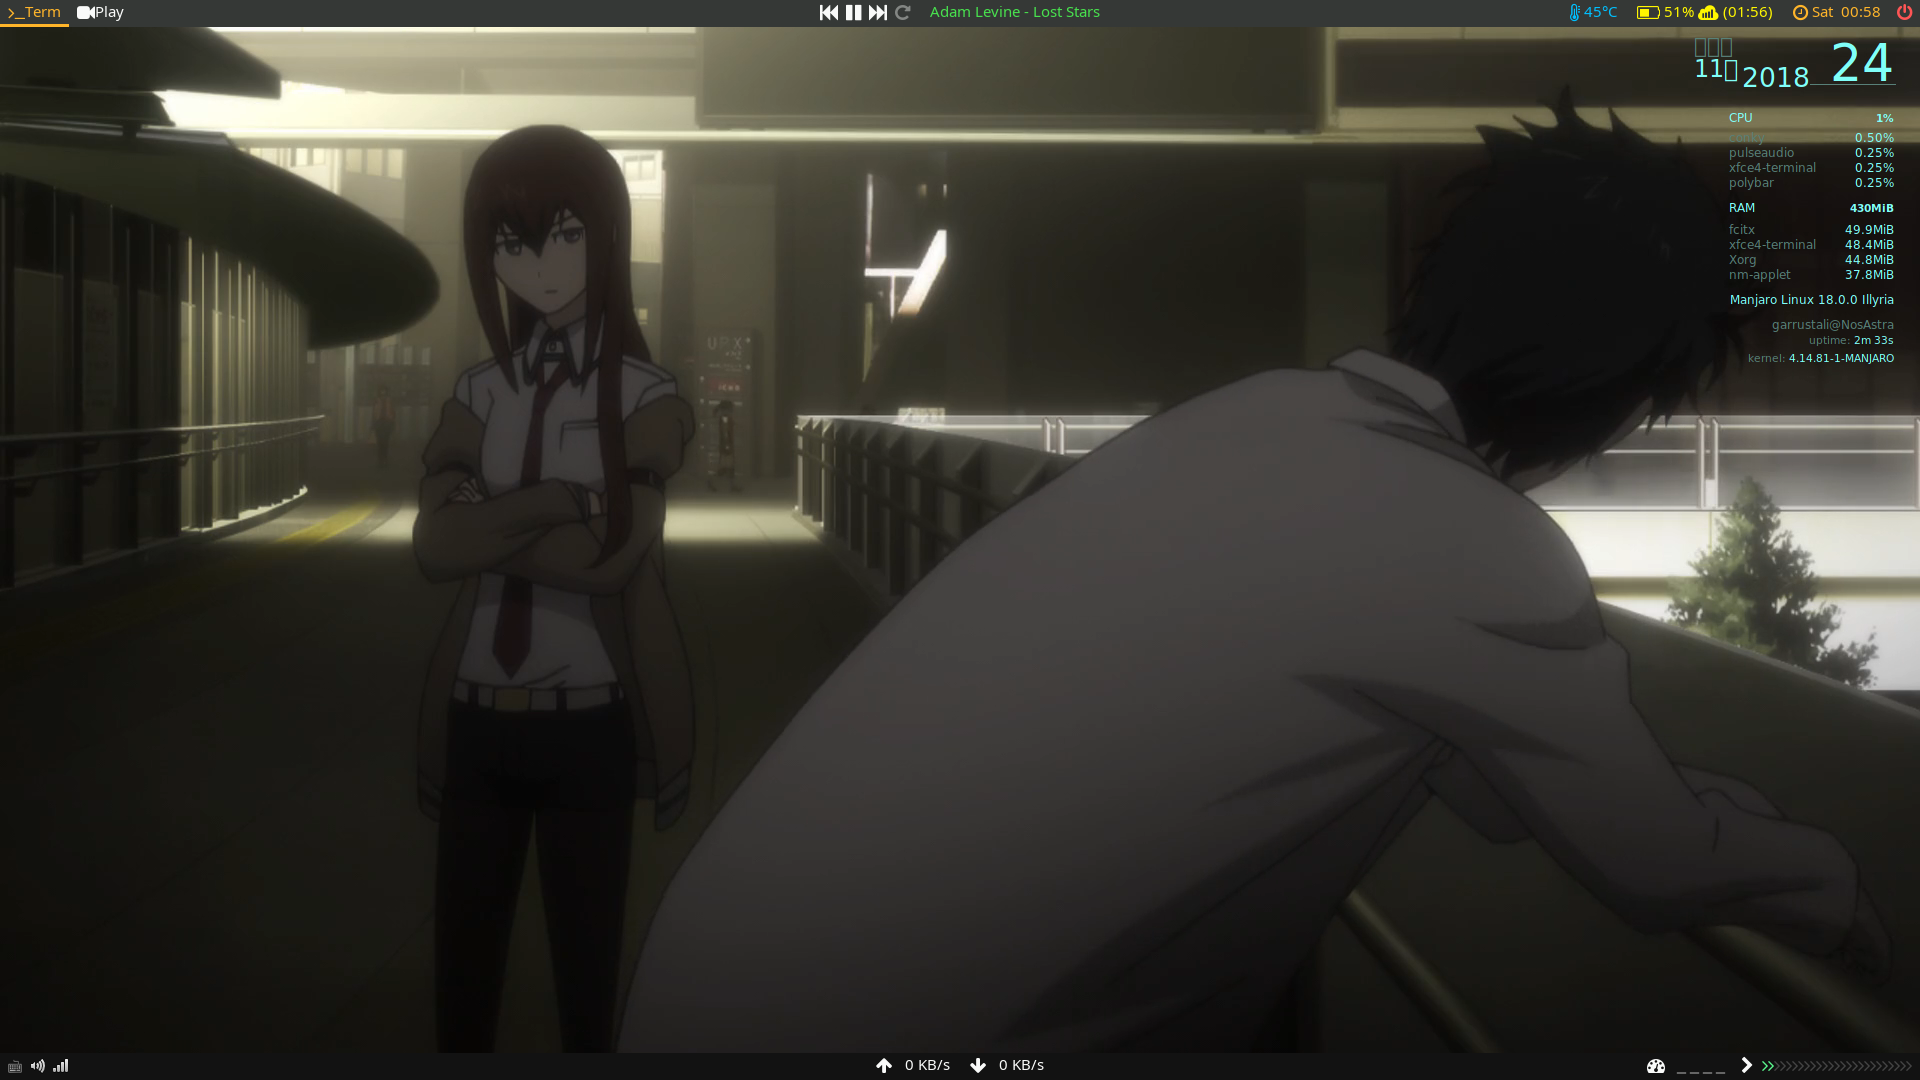 >_Term Play Adam Levine - Lost Stars 45°C 51% (01:56) Sat 00:58
11 2018 24
CPU 1%
conky 0.50%
pulseaudio 0.25%
xfce4-terminal 0.25%
polybar 0.25%
RAM 430MiB
fcitx 49.9MiB
xfce4-terminal 48.4MiB
Xorg 44.8MiB
nm-applet 37.8MiB
Manjaro Linux 18.0.0 Illyria
garrustali@NosAstra
uptime: 2m 33s
kernel: 4.14.81-1-MANJARO
UPX
0 KB/s 0 KB/s